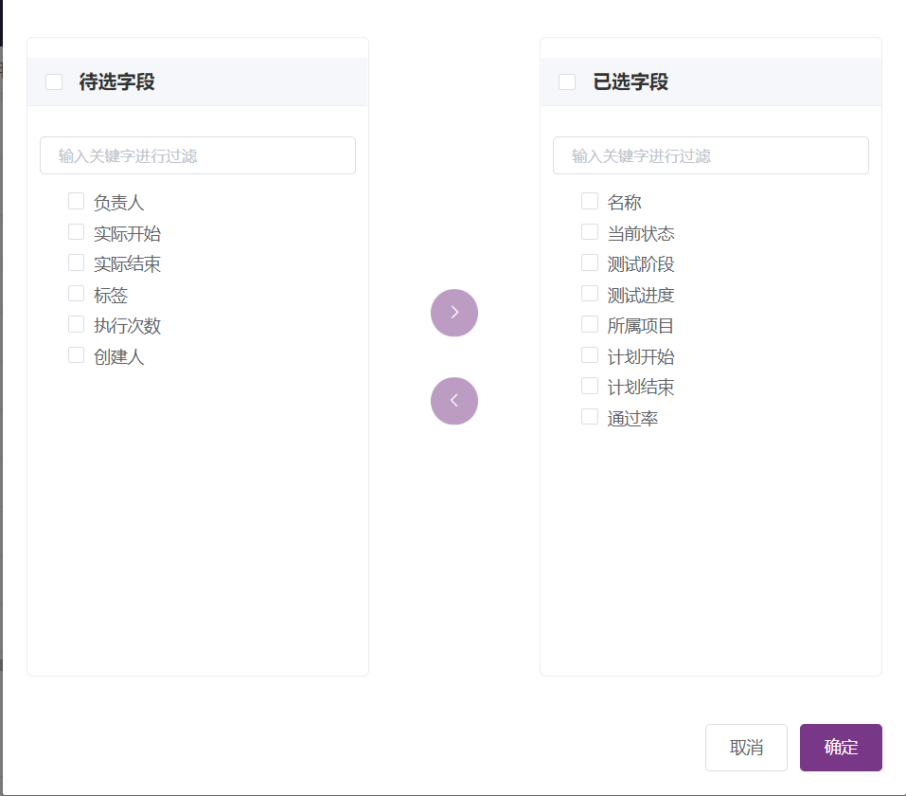 待选字段
输入关键字进行过滤
负责人
实际开始
实际结束
标签
执行次数
创建人
已选字段
输入关键字进行过滤
名称
当前状态
测试阶段
测试进度
所属项目
计划开始
计划结束
通过率
取消
确定